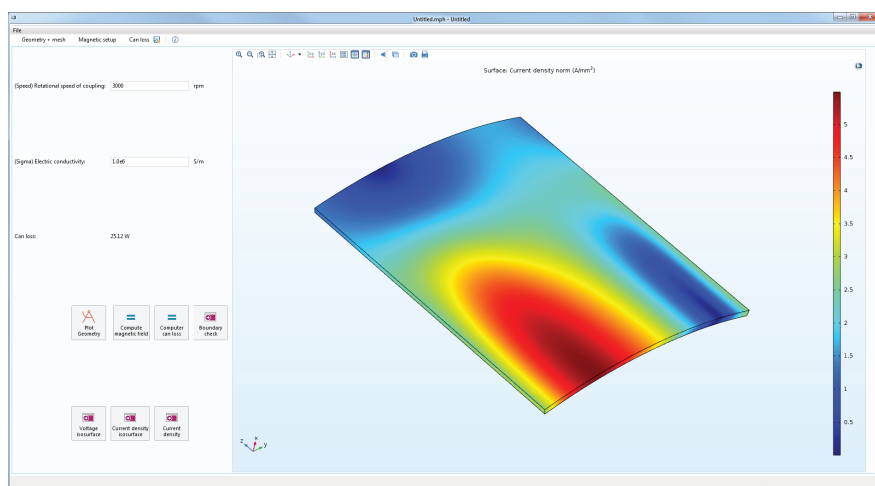 Untitled.mph - Untitled
File
Geometry + mesh Magnetic setup Can loss
Surface: Current density norm (A/mm²)
(Speed) Rotational speed of coupling: 3000 rpm
(Sigma) Electric conductivity: 1.0e6 S/m
Can loss: 25.12 W
Plot Geometry
Compute magnetic field
Computer can loss
Boundary check
Voltage isosurface
Current density isosurface
Current density
5
4.5
4
3.5
3
2.5
2
1.5
1
0.5
z x y